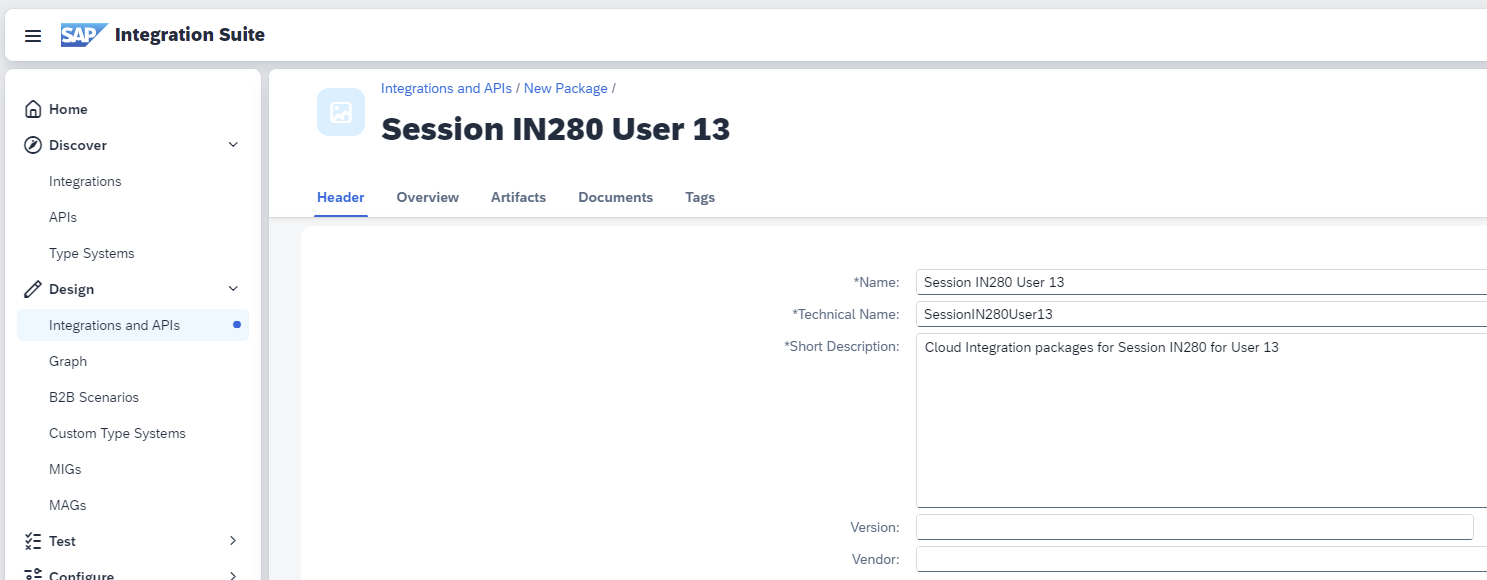 SAP Integration Suite
Home
Discover
Integrations
APIs
Type Systems
Design
Integrations and APIs
Graph
B2B Scenarios
Custom Type Systems
MIGs
MAGs
Test
Configure
Integrations and APIs / New Package /
Session IN280 User 13
Header Overview Artifacts Documents Tags
*Name: Session IN280 User 13
*Technical Name: SessionIN280User13
*Short Description: Cloud Integration packages for Session IN280 for User 13
Version:
Vendor: